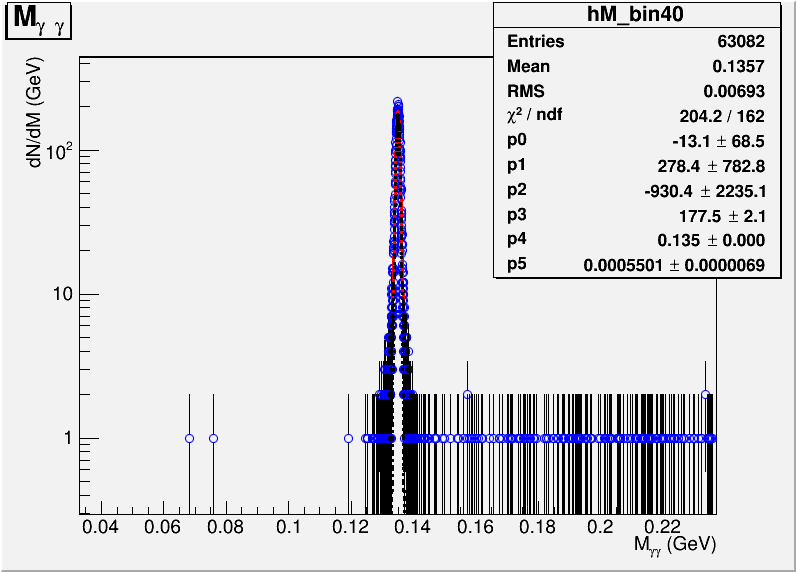 M γ γ
hM_bin40
Entries 63082
Mean 0.1357
RMS 0.00693
χ² / ndf 204.2 / 162
p0 -13.1 ± 68.5
p1 278.4 ± 782.8
p2 -930.4 ± 2235.1
p3 177.5 ± 2.1
p4 0.135 ± 0.000
p5 0.0005501 ± 0.0000069
dN/dM (GeV)
10²
10
1
0.04 0.06 0.08 0.1 0.12 0.14 0.16 0.18 0.2 0.22
Mγγ (GeV)